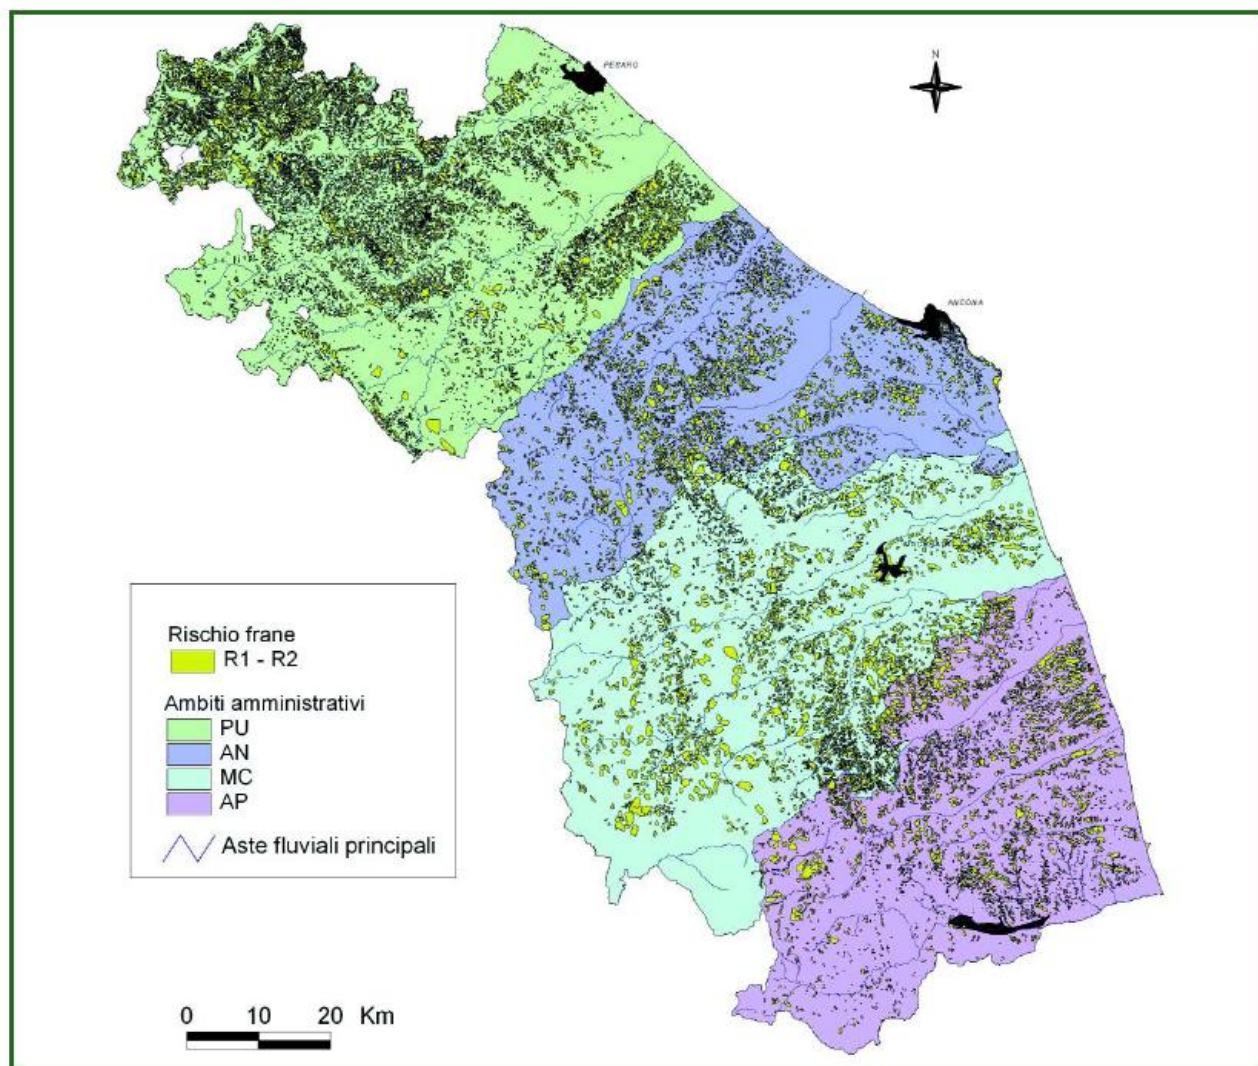 N
PESARO
ANCONA
Rischio frane
R1 - R2
Ambiti amministrativi
PU
AN
MC
AP
Aste fluviali principali
0 10 20 Km